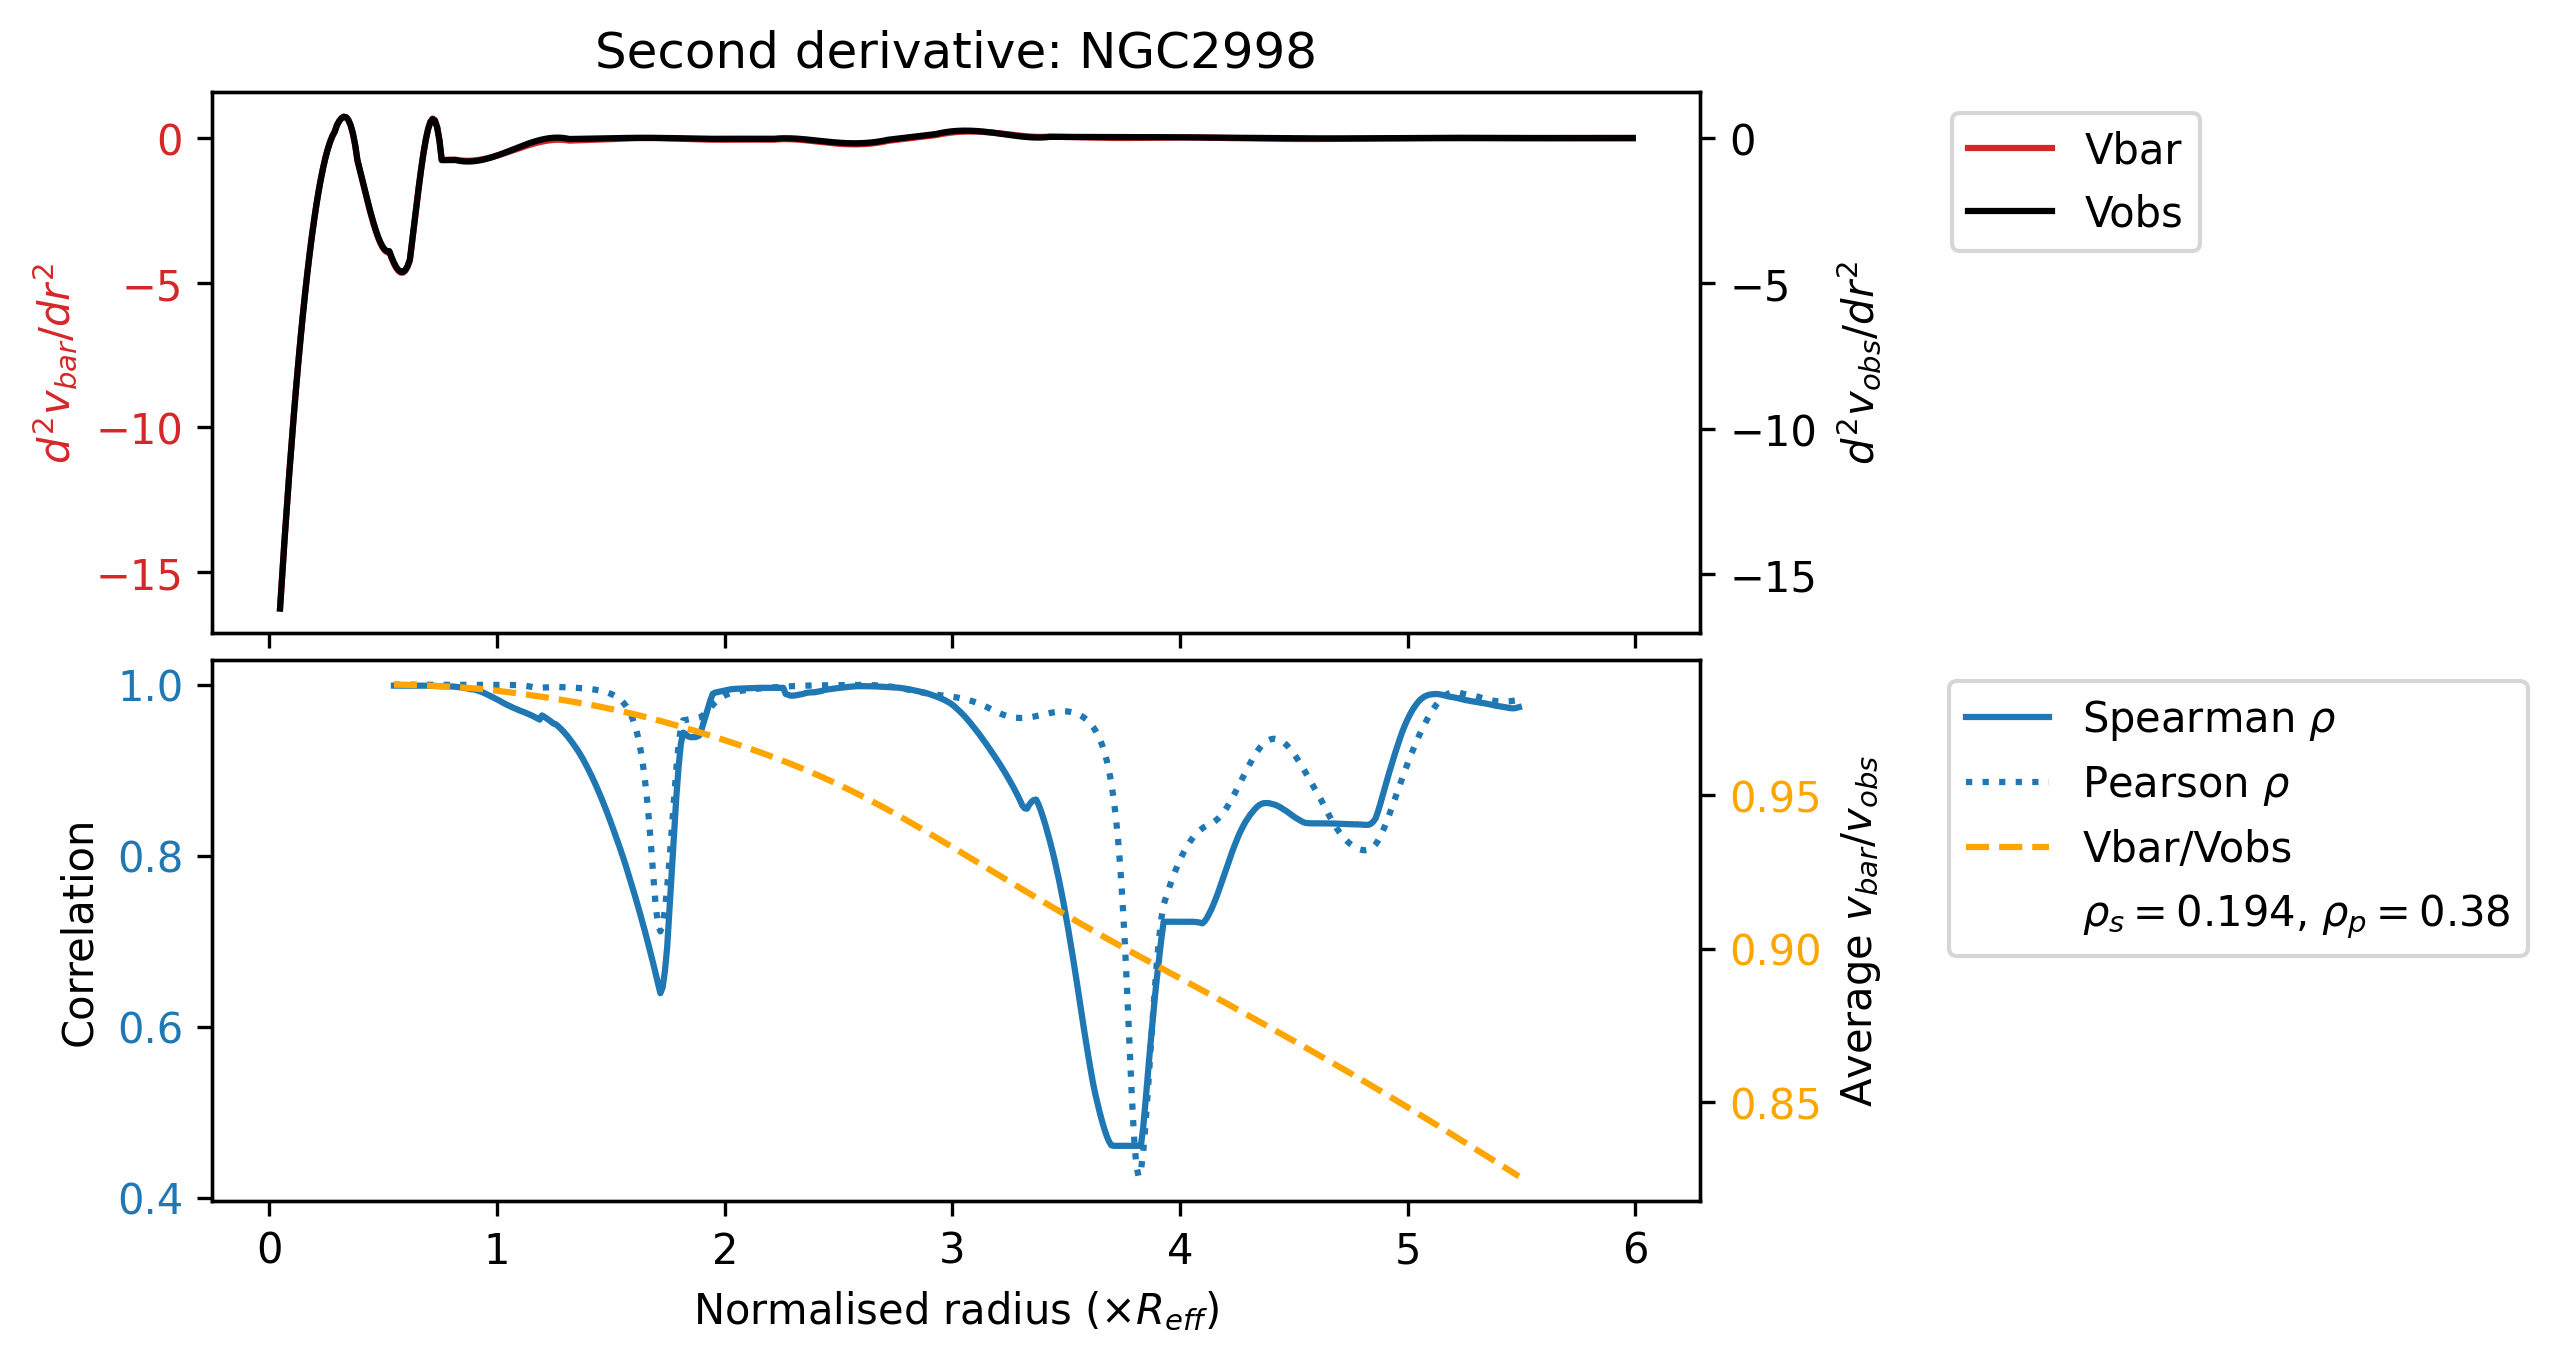 Second derivative: NGC2998
0
−5
−10
−15
d²v_bar/dr²
0
−5
−10
−15
d²v_obs/dr²
Vbar
Vobs
1.0
0.8
0.6
0.4
Correlation
0.95
0.90
0.85
Average v_bar/v_obs
Spearman ρ
Pearson ρ
Vbar/Vobs
ρ_s = 0.194, ρ_p = 0.38
0 1 2 3 4 5 6
Normalised radius (×R_eff)